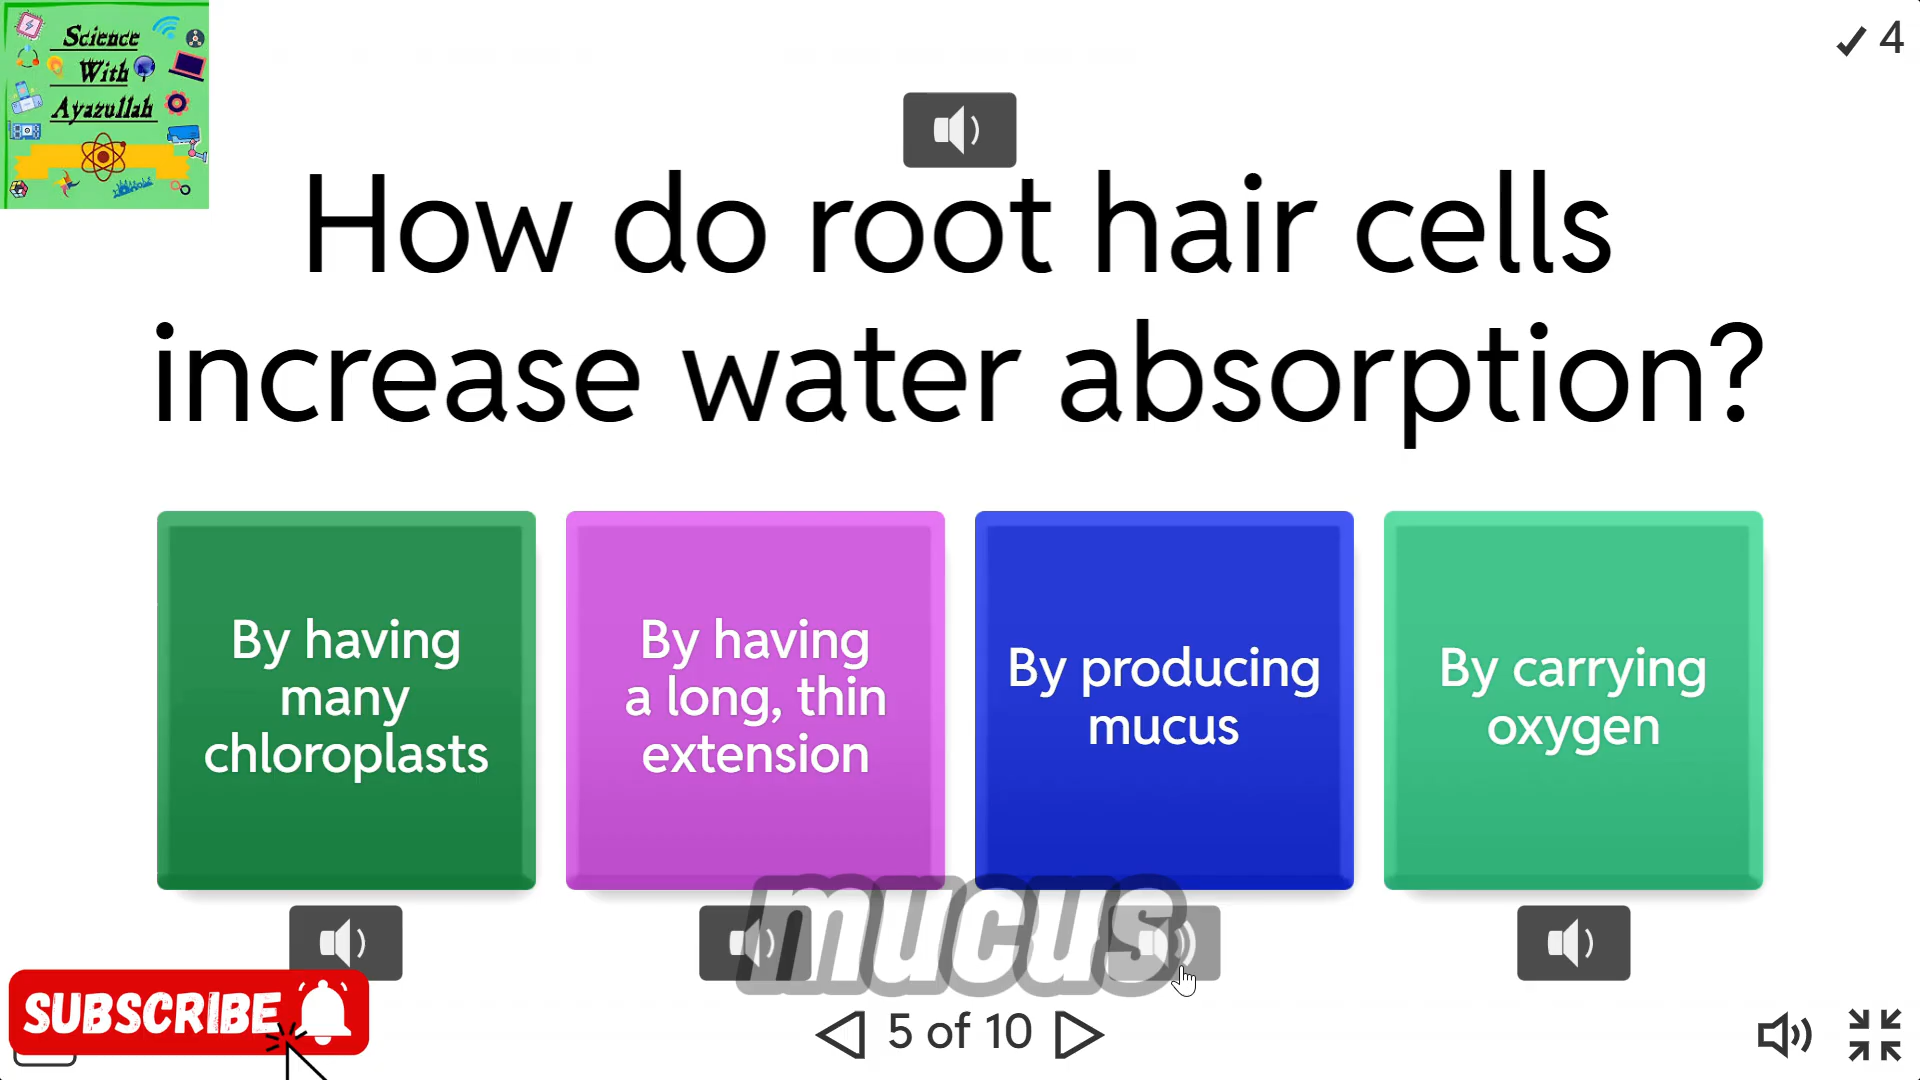 Science
With
Ayazullah
4
How do root hair cells
increase water absorption?
By having
many
chloroplasts
By having
a long, thin
extension
By producing
mucus
By carrying
oxygen
mucus
SUBSCRIBE
5 of 10